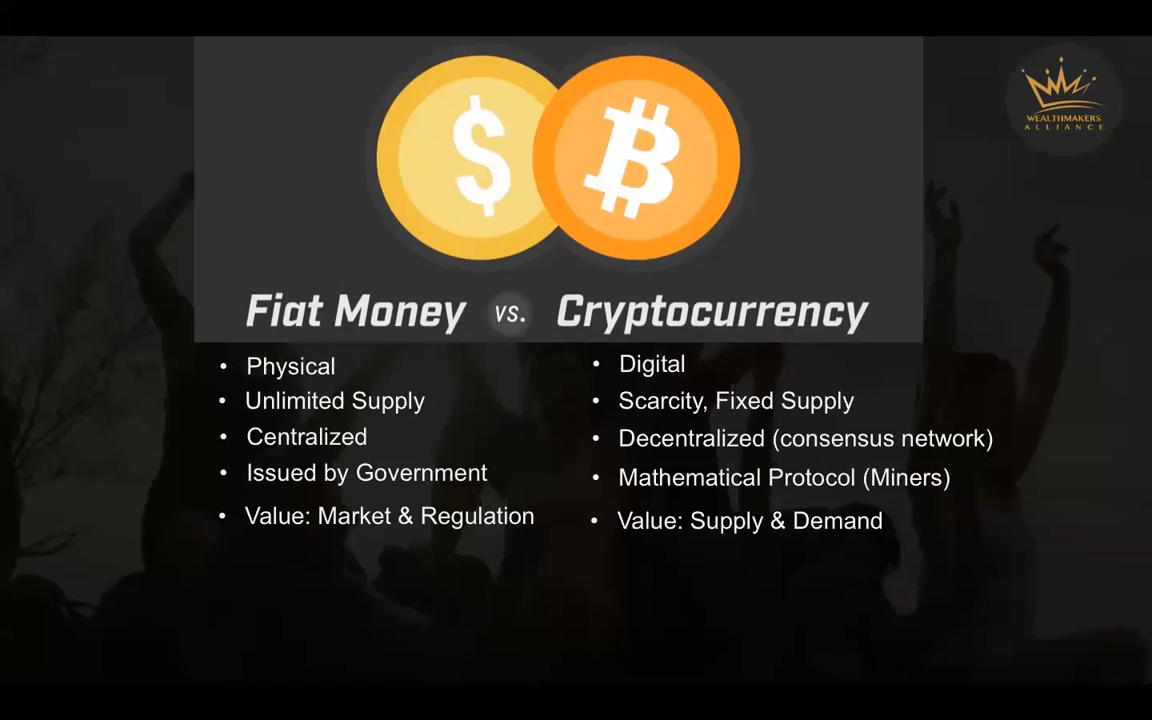 $
₿
WEALTHMAKERS
ALLIANCE
Fiat Money vs. Cryptocurrency
• Physical
• Unlimited Supply
• Centralized
• Issued by Government
• Value: Market & Regulation
• Digital
• Scarcity, Fixed Supply
• Decentralized (consensus network)
• Mathematical Protocol (Miners)
• Value: Supply & Demand